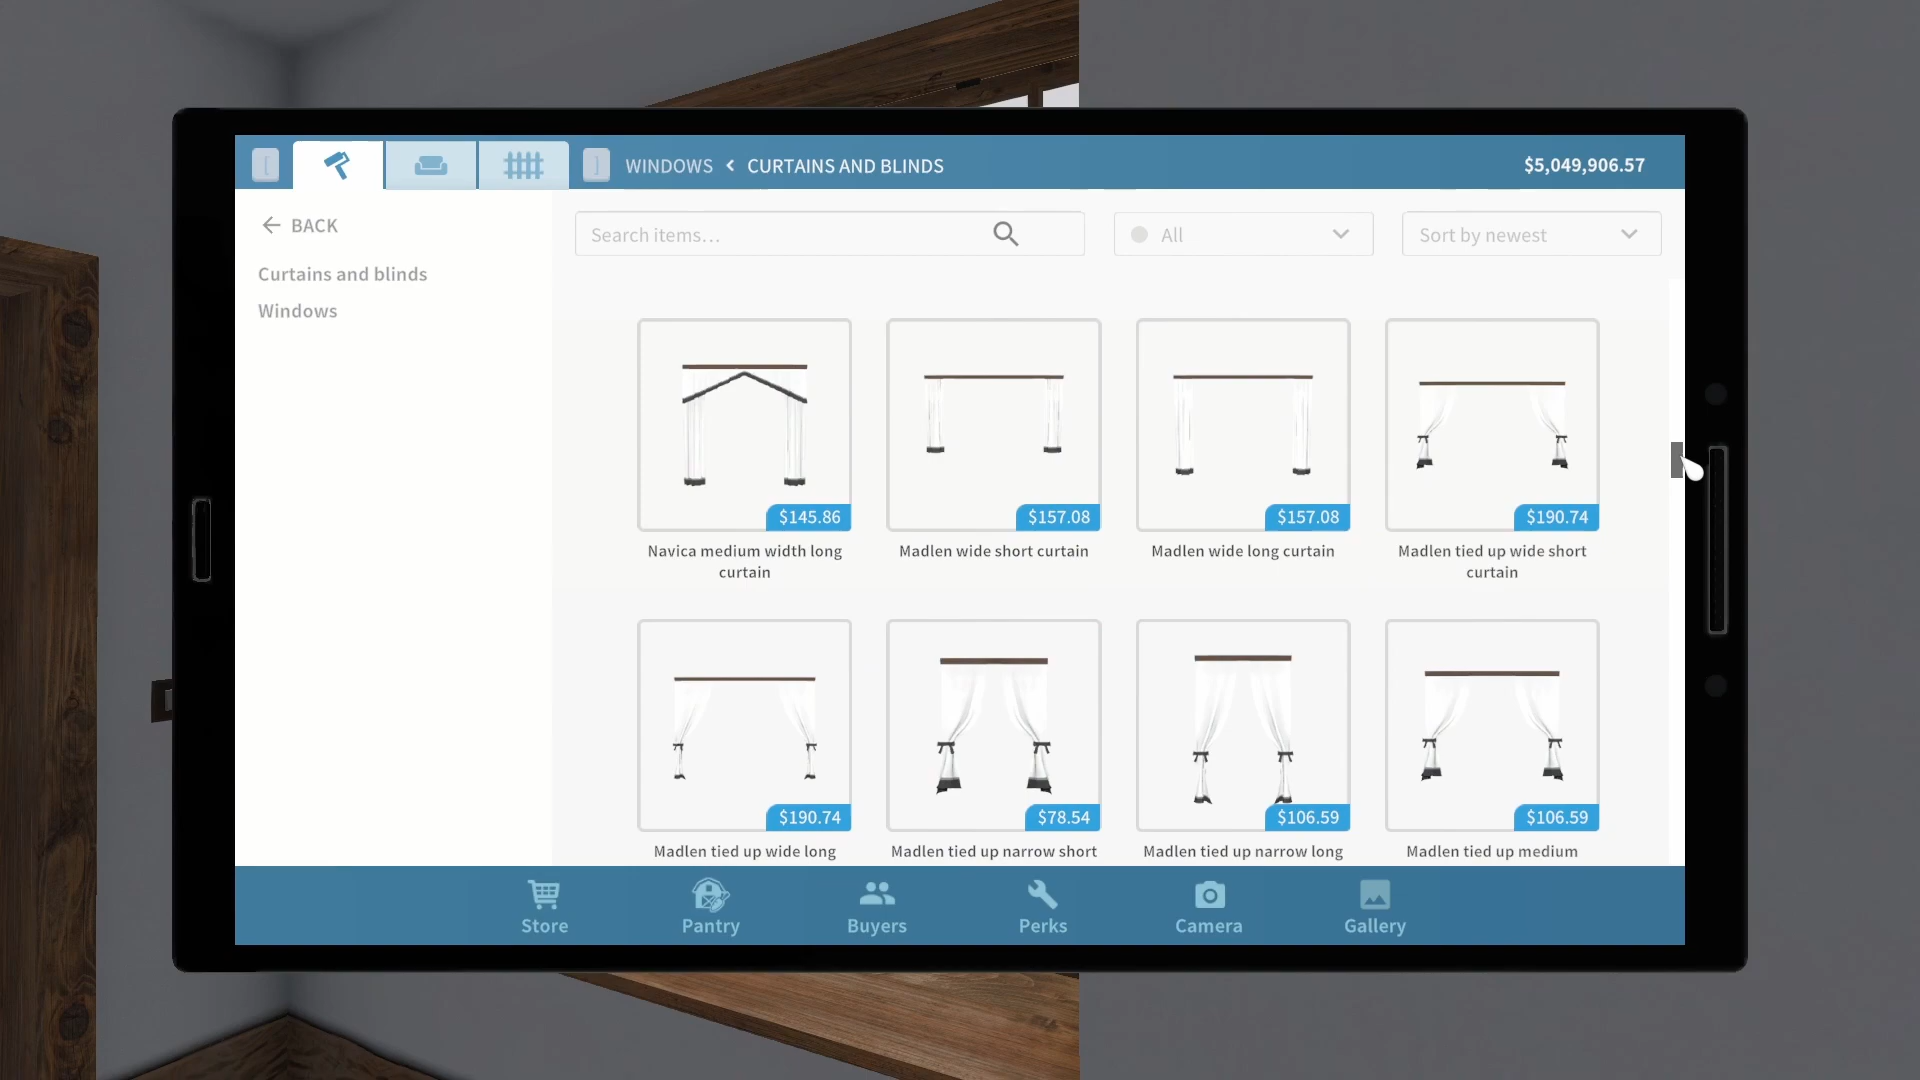 [
]
WINDOWS < CURTAINS AND BLINDS
$5,049,906.57
BACK
Curtains and blinds
Windows
Search items...
All
Sort by newest
$145.86
$157.08
$157.08
$190.74
Navica medium width long
curtain
Madlen wide short curtain
Madlen wide long curtain
Madlen tied up wide short
curtain
$190.74
$78.54
$106.59
$106.59
Madlen tied up wide long
Madlen tied up narrow short
Madlen tied up narrow long
Madlen tied up medium
Store
Pantry
Buyers
Perks
Camera
Gallery